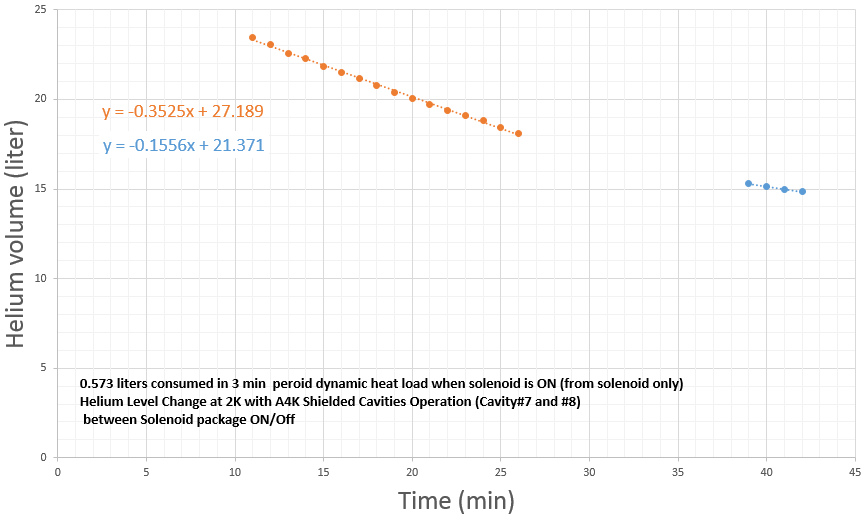 25
20
15
10
5
0
y = -0.3525x + 27.189
y = -0.1556x + 21.371
0.573 liters consumed in 3 min  peroid dynamic heat load when solenoid is ON (from solenoid only)
Helium Level Change at 2K with A4K Shielded Cavities Operation (Cavity#7 and #8)
between Solenoid package ON/Off
0 5 10 15 20 25 30 35 40 45
Time (min)
Helium volume (liter)